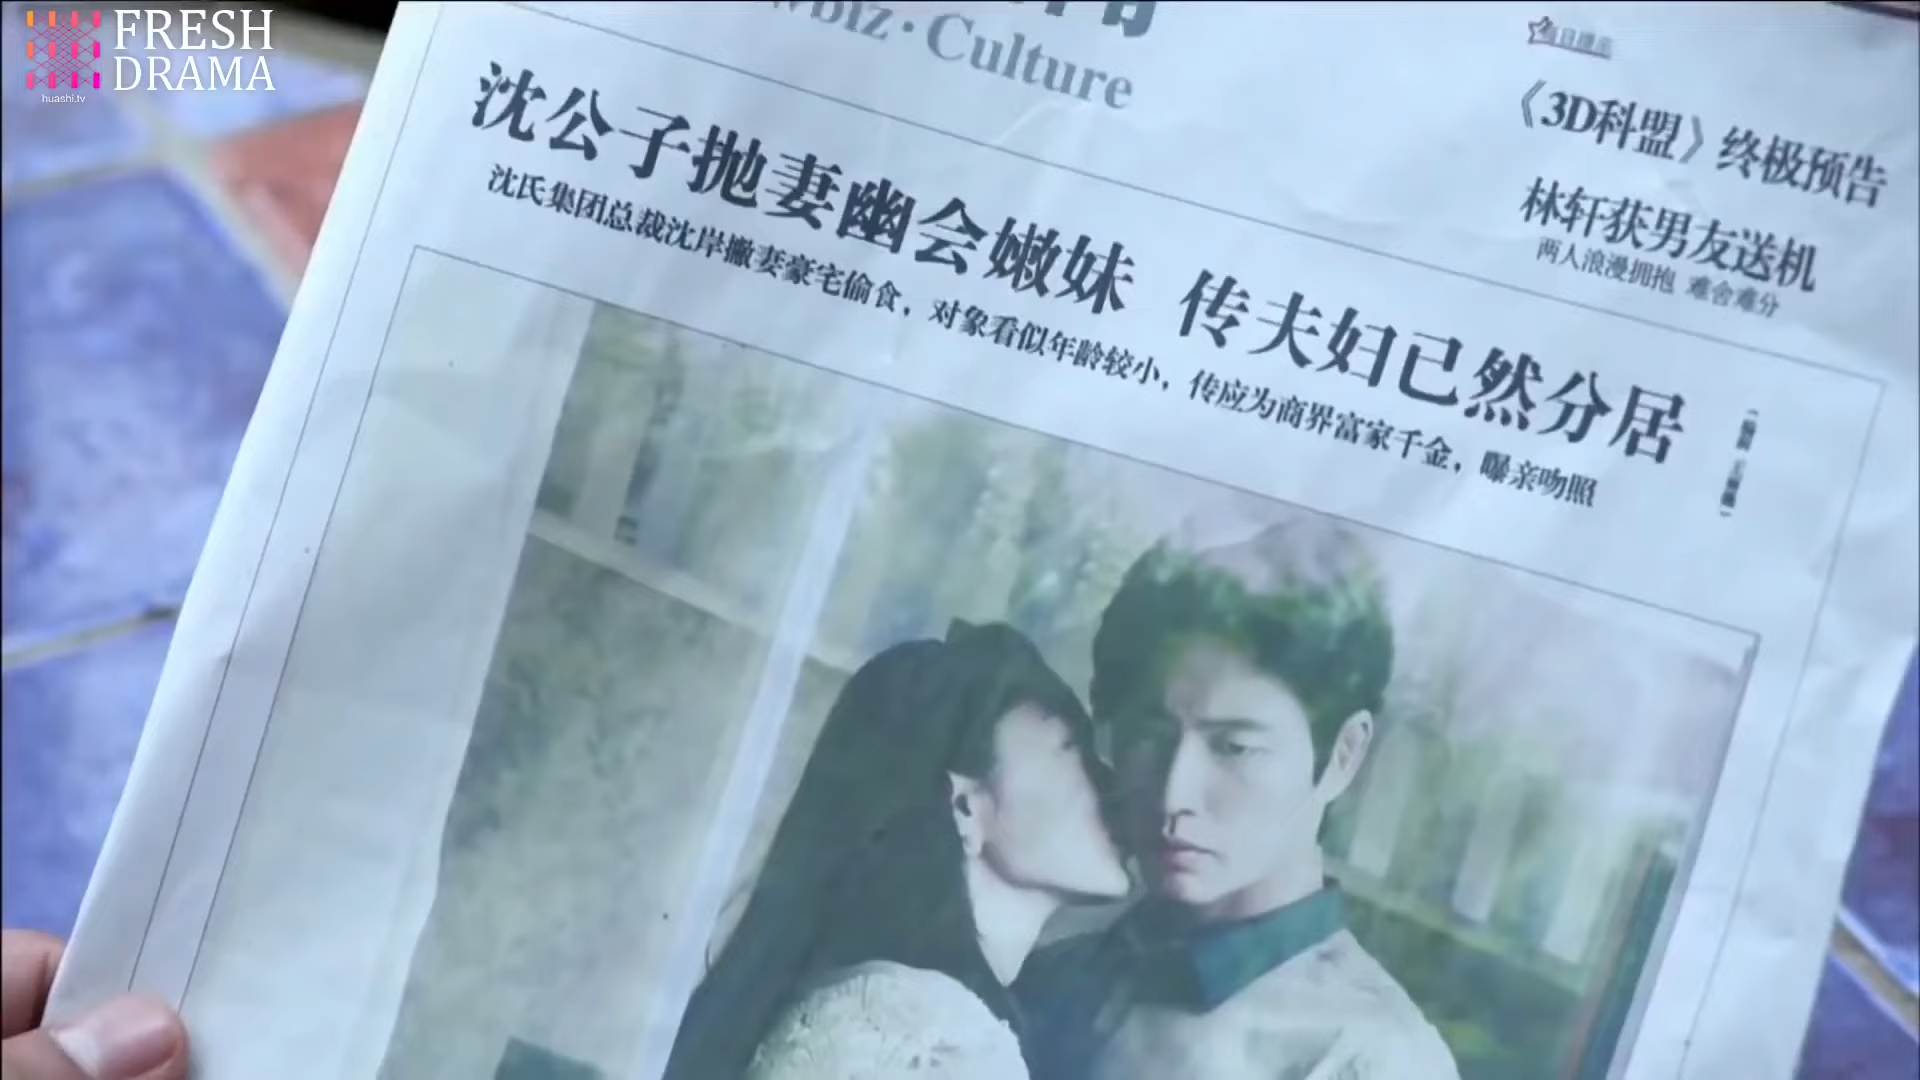 FRESH
DRAMA
huashi.tv
Culture
《3D科盟》终极预告
林轩获男友送机
两人浪漫拥抱 难舍难分
沈公子抛妻幽会嫩妹 传夫妇已然分居
沈氏集团总裁沈岸撇妻豪宅偷食，对象看似年龄较小，传应为商界富家千金，曝亲吻照